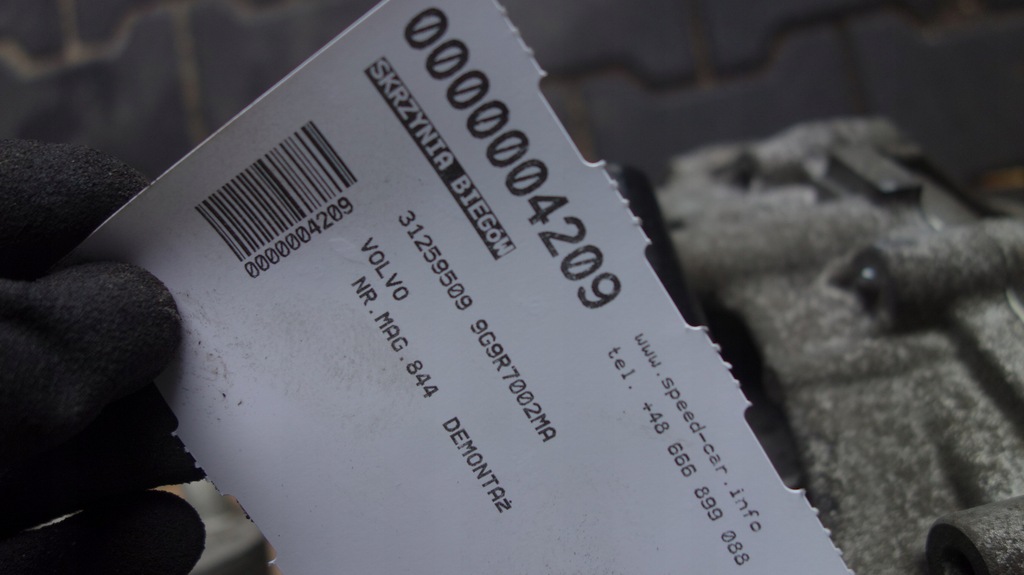 0000004209
SKRZYNIA BIEGÓW
0000004209
31259509 9G9R7002MA
VOLVO
NR.MAG.844 DEMONTAŻ
www.speed-car.info
tel. +48 666 899 088